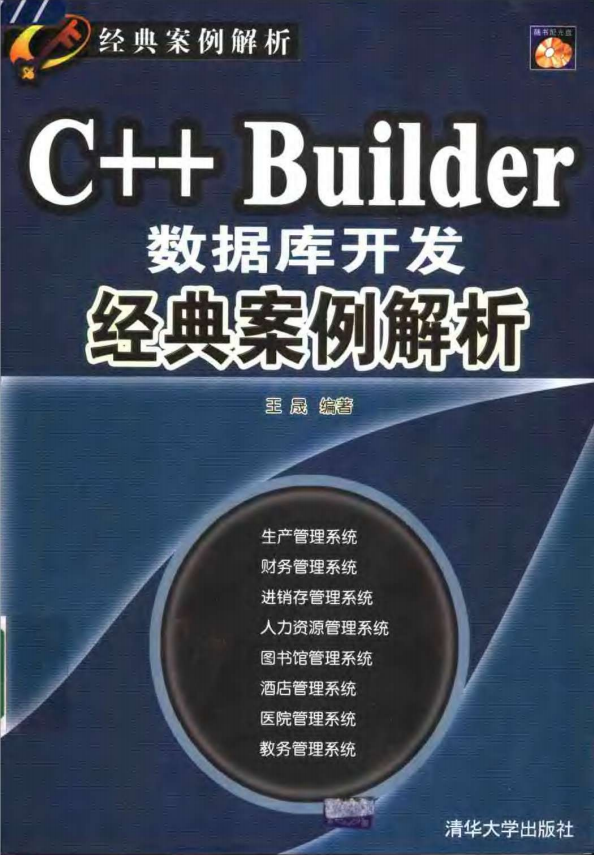 经典案例解析
随书配光盘
C++ Builder
数据库开发
经典案例解析
王晟 编著
生产管理系统
财务管理系统
进销存管理系统
人力资源管理系统
图书馆管理系统
酒店管理系统
医院管理系统
教务管理系统
清华大学出版社